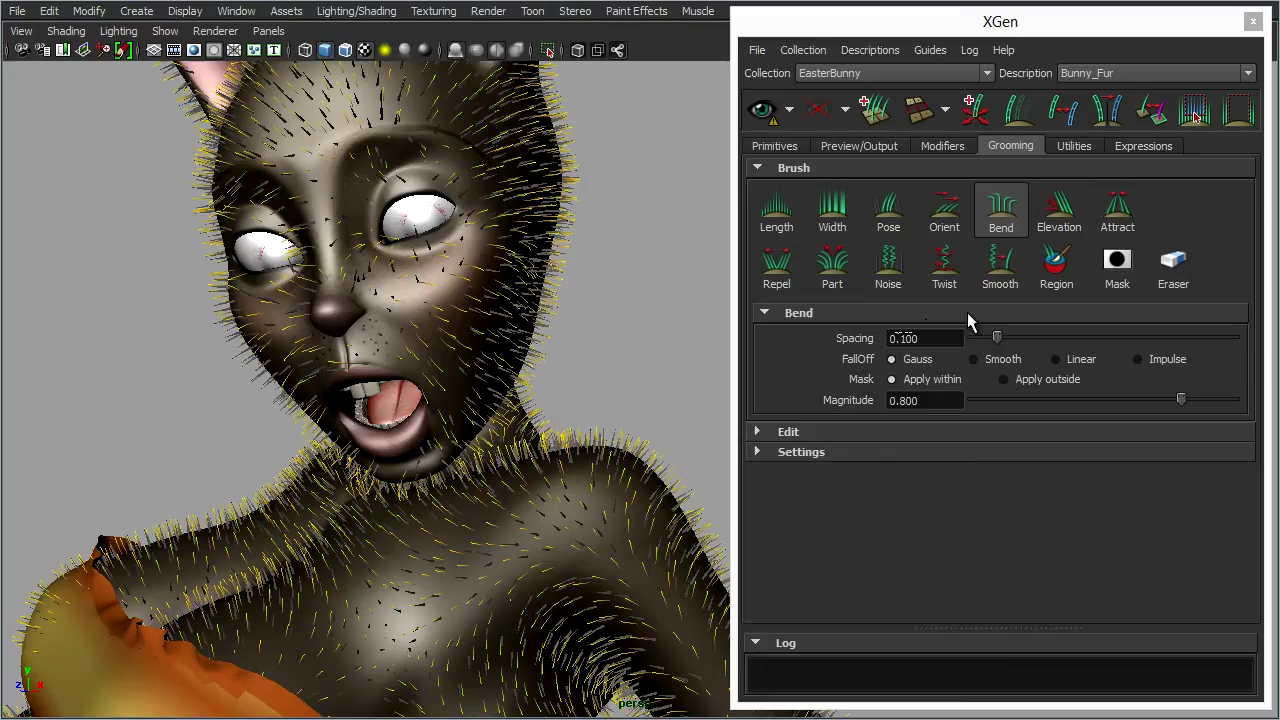 File Edit Modify Create Display Window Assets Lighting/Shading Texturing Render Toon Stereo Paint Effects Muscle
View Shading Lighting Show Renderer Panels
XGen
File Collection Descriptions Guides Log Help
Collection EasterBunny Description Bunny_Fur
Primitives Preview/Output Modifiers Grooming Utilities Expressions
Brush
Length Width Pose Orient Bend Elevation Attract
Repel Part Noise Twist Smooth Region Mask Eraser
Bend
Spacing 0.100
FallOff Gauss Smooth Linear Impulse
Mask Apply within Apply outside
Magnitude 0.800
Edit
Settings
Log
y
z x